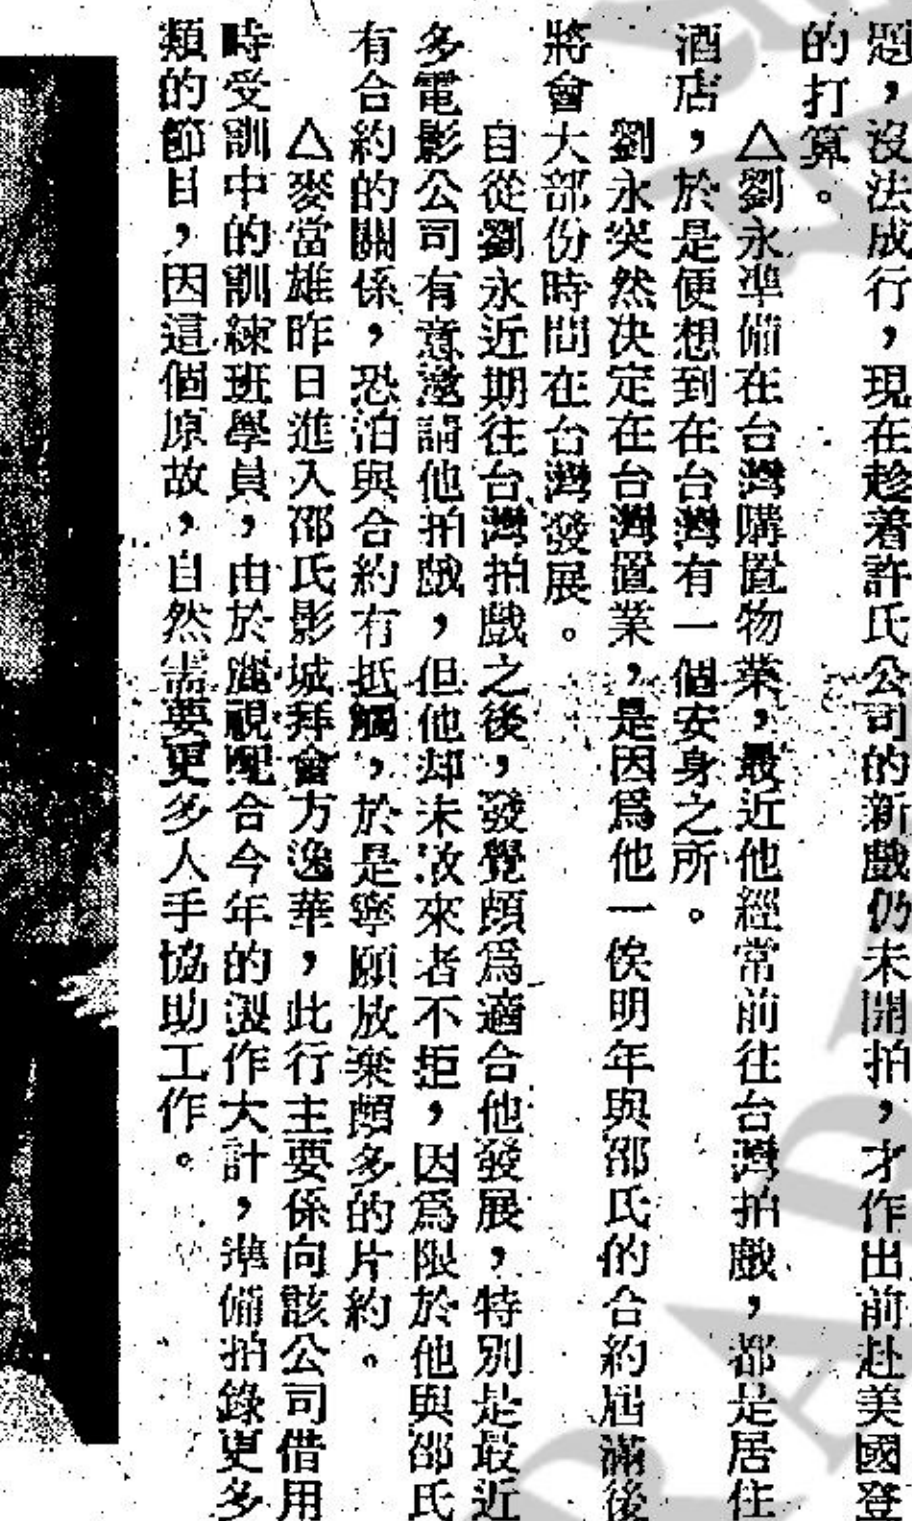 題，沒法成行，現在趁着許氏公司的新戲仍未開拍，才作出前赴美國登
的打算。
△劉永準備在台灣購置物業，最近他經常前往台灣拍戲，都是居住
酒店，於是便想到在台灣有一個安身之所。
劉永突然決定在台灣置業，是因爲他一俟明年與邵氏的合約屆滿後
將會大部份時間在台灣發展。
自從劉永近期往台灣拍戲之後，發覺頗爲適合他發展，特別是最近
多電影公司有意邀請他拍戲，但他却未敢來者不拒，因爲限於他與邵氏
有合約的關係，恐怕與合約有抵觸，於是寧願放棄頗多的片約。
△麥當雄昨日進入邵氏影城拜會方逸華，此行主要係向該公司借用
時受訓中的訓練班學員，由於麗視配合今年的製作大計，準備拍錄更多
類的節目，因這個原故，自然需要更多人手協助工作。